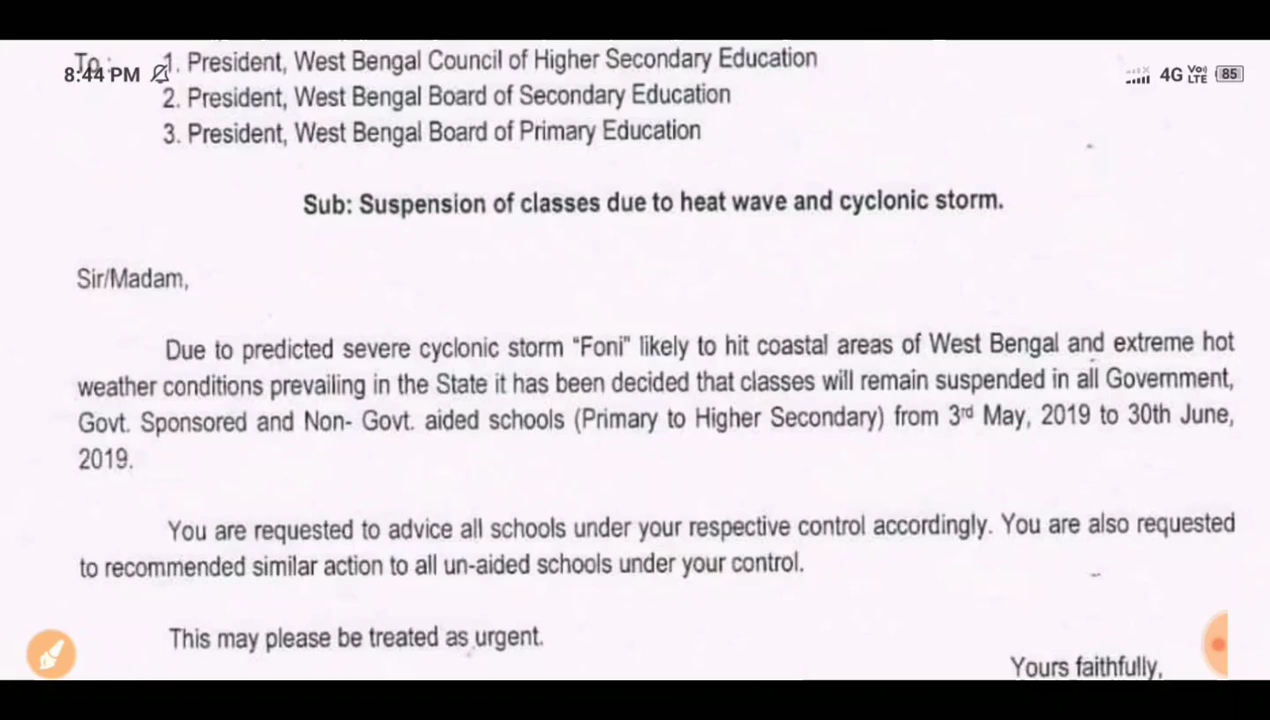 To:
1. President, West Bengal Council of Higher Secondary Education
8:44 PM
4G Vo) LTE 85
2. President, West Bengal Board of Secondary Education
3. President, West Bengal Board of Primary Education
Sub: Suspension of classes due to heat wave and cyclonic storm.
Sir/Madam,
Due to predicted severe cyclonic storm “Foni” likely to hit coastal areas of West Bengal and extreme hot
weather conditions prevailing in the State it has been decided that classes will remain suspended in all Government,
Govt. Sponsored and Non- Govt. aided schools (Primary to Higher Secondary) from 3rd May, 2019 to 30th June,
2019.
You are requested to advice all schools under your respective control accordingly. You are also requested
to recommended similar action to all un-aided schools under your control.
This may please be treated as urgent.
Yours faithfully,